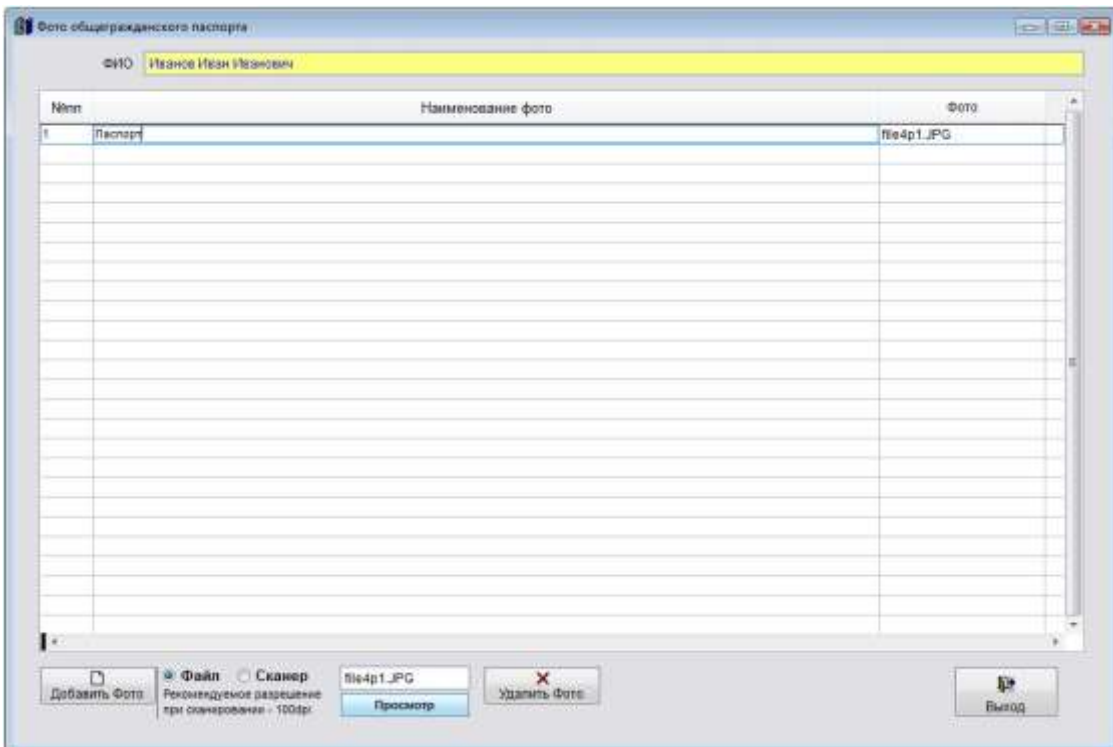 Фото общегражданского паспорта
ФИО Иванов Иван Иванович
№пп Наименование фото Фото
1 Паспорт file4p1.JPG
Добавить Фото
Файл Сканер
Рекомендуемое разрешение
при сканировании - 100dpi
file4p1.JPG
Просмотр
Удалить Фото
Выход